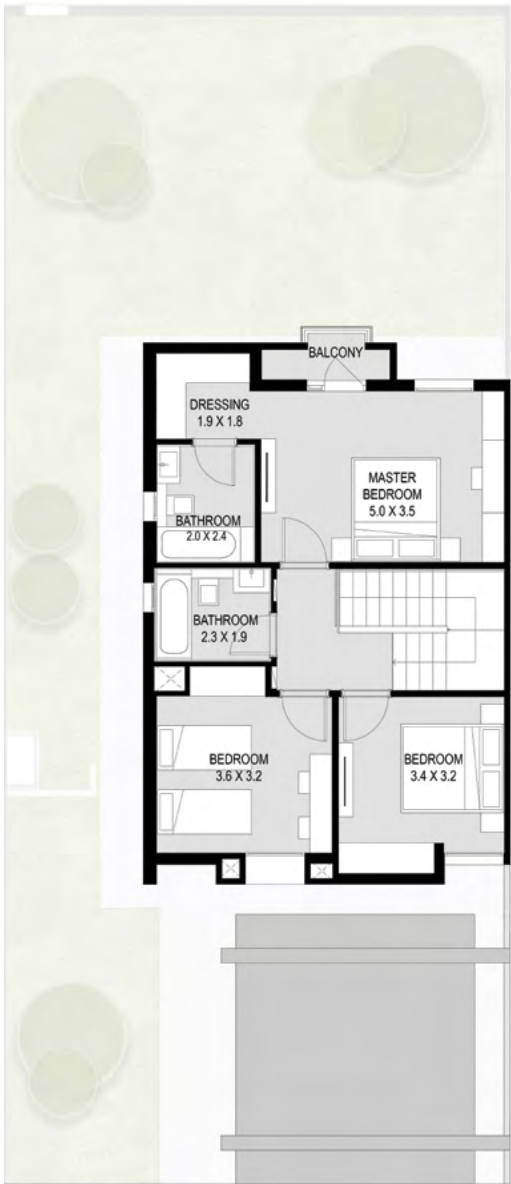 BALCONY
DRESSING
1.9 X 1.8
MASTER
BEDROOM
5.0 X 3.5
BATHROOM
2.0 X 2.4
BATHROOM
2.3 X 1.9
BEDROOM
3.6 X 3.2
BEDROOM
3.4 X 3.2